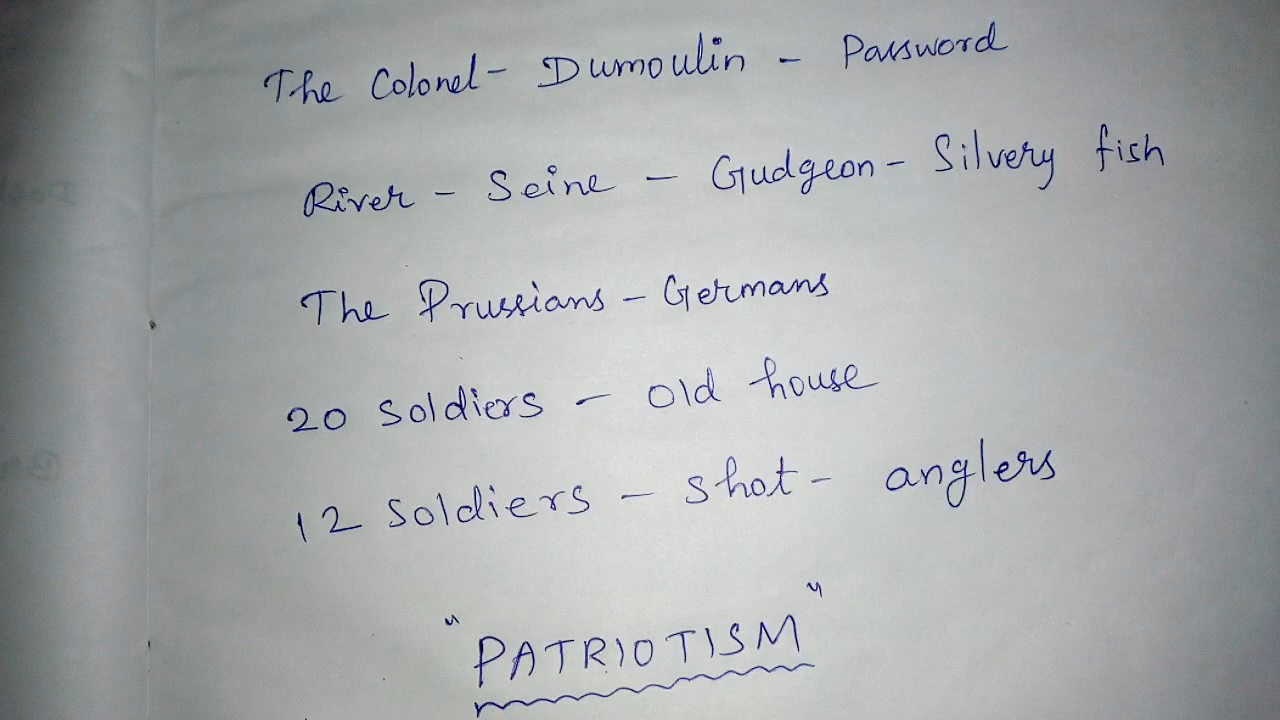 The Colonel - Dumoulin - Password
River - Seine - Gudgeon - Silvery fish
The Prussians - Germans
20 soldiers - old house
12 soldiers - shot - anglers
"PATRIOTISM"